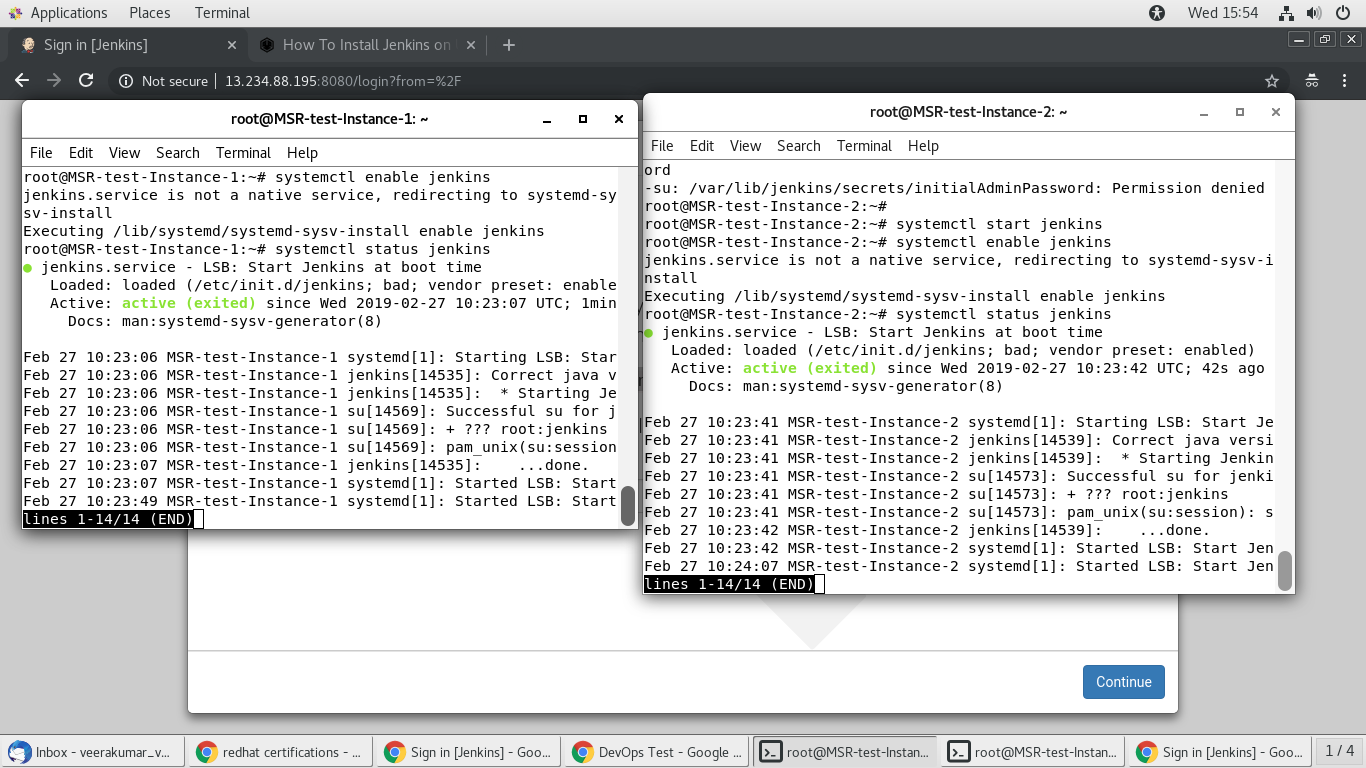 Applications Places Terminal Wed 15:54
Sign in [Jenkins] How To Install Jenkins on
Not secure 13.234.88.195:8080/login?from=%2F
root@MSR-test-Instance-1: ~
File Edit View Search Terminal Help
root@MSR-test-Instance-1:~# systemctl enable jenkins
jenkins.service is not a native service, redirecting to systemd-sy
sv-install
Executing /lib/systemd/systemd-sysv-install enable jenkins
root@MSR-test-Instance-1:~# systemctl status jenkins
● jenkins.service - LSB: Start Jenkins at boot time
Loaded: loaded (/etc/init.d/jenkins; bad; vendor preset: enable
Active: active (exited) since Wed 2019-02-27 10:23:07 UTC; 1min
Docs: man:systemd-sysv-generator(8)
Feb 27 10:23:06 MSR-test-Instance-1 systemd[1]: Starting LSB: Star
Feb 27 10:23:06 MSR-test-Instance-1 jenkins[14535]: Correct java v
Feb 27 10:23:06 MSR-test-Instance-1 jenkins[14535]:  * Starting Je
Feb 27 10:23:06 MSR-test-Instance-1 su[14569]: Successful su for j
Feb 27 10:23:06 MSR-test-Instance-1 su[14569]: + ??? root:jenkins
Feb 27 10:23:06 MSR-test-Instance-1 su[14569]: pam_unix(su:session
Feb 27 10:23:07 MSR-test-Instance-1 jenkins[14535]:    ...done.
Feb 27 10:23:07 MSR-test-Instance-1 systemd[1]: Started LSB: Start
Feb 27 10:23:49 MSR-test-Instance-1 systemd[1]: Started LSB: Start
lines 1-14/14 (END)
root@MSR-test-Instance-2: ~
File Edit View Search Terminal Help
ord
-su: /var/lib/jenkins/secrets/initialAdminPassword: Permission denied
root@MSR-test-Instance-2:~#
root@MSR-test-Instance-2:~# systemctl start jenkins
root@MSR-test-Instance-2:~# systemctl enable jenkins
jenkins.service is not a native service, redirecting to systemd-sysv-i
nstall
Executing /lib/systemd/systemd-sysv-install enable jenkins
root@MSR-test-Instance-2:~# systemctl status jenkins
● jenkins.service - LSB: Start Jenkins at boot time
Loaded: loaded (/etc/init.d/jenkins; bad; vendor preset: enabled)
Active: active (exited) since Wed 2019-02-27 10:23:42 UTC; 42s ago
Docs: man:systemd-sysv-generator(8)
Feb 27 10:23:41 MSR-test-Instance-2 systemd[1]: Starting LSB: Start Je
Feb 27 10:23:41 MSR-test-Instance-2 jenkins[14539]: Correct java versi
Feb 27 10:23:41 MSR-test-Instance-2 jenkins[14539]:  * Starting Jenkin
Feb 27 10:23:41 MSR-test-Instance-2 su[14573]: Successful su for jenki
Feb 27 10:23:41 MSR-test-Instance-2 su[14573]: + ??? root:jenkins
Feb 27 10:23:41 MSR-test-Instance-2 su[14573]: pam_unix(su:session): s
Feb 27 10:23:42 MSR-test-Instance-2 jenkins[14539]:    ...done.
Feb 27 10:23:42 MSR-test-Instance-2 systemd[1]: Started LSB: Start Jen
Feb 27 10:24:07 MSR-test-Instance-2 systemd[1]: Started LSB: Start Jen
lines 1-14/14 (END)
Continue
Inbox - veerakumar_v... redhat certifications - ... Sign in [Jenkins] - Goo... DevOps Test - Google ... root@MSR-test-Instan... root@MSR-test-Instan... Sign in [Jenkins] - Goo... 1 / 4